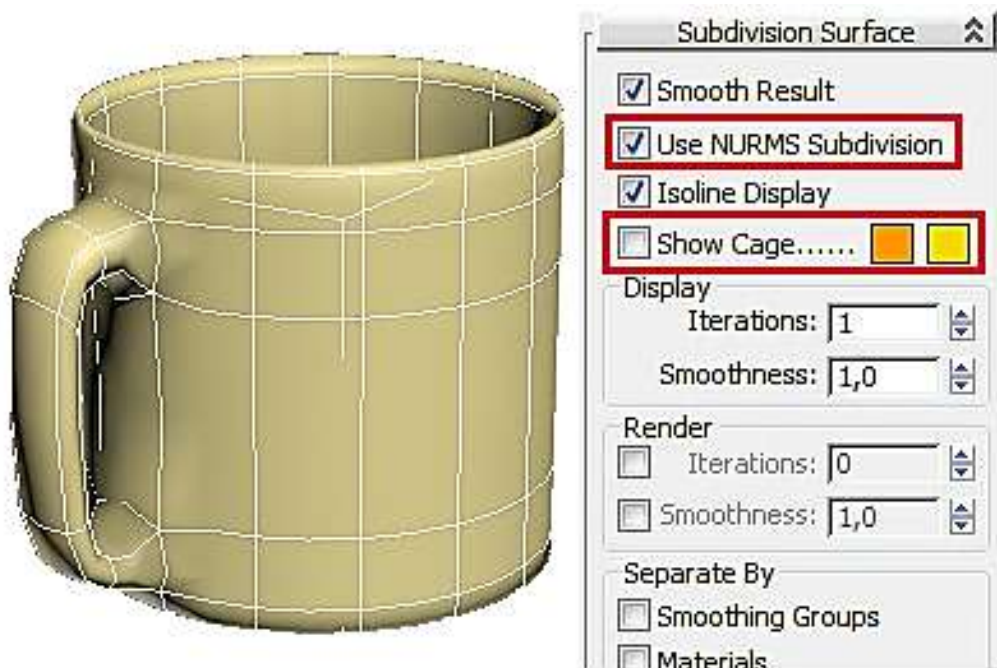 Subdivision Surface
Smooth Result
Use NURMS Subdivision
Isoline Display
Show Cage......
Display
Iterations: 1
Smoothness: 1,0
Render
Iterations: 0
Smoothness: 1,0
Separate By
Smoothing Groups
Materials